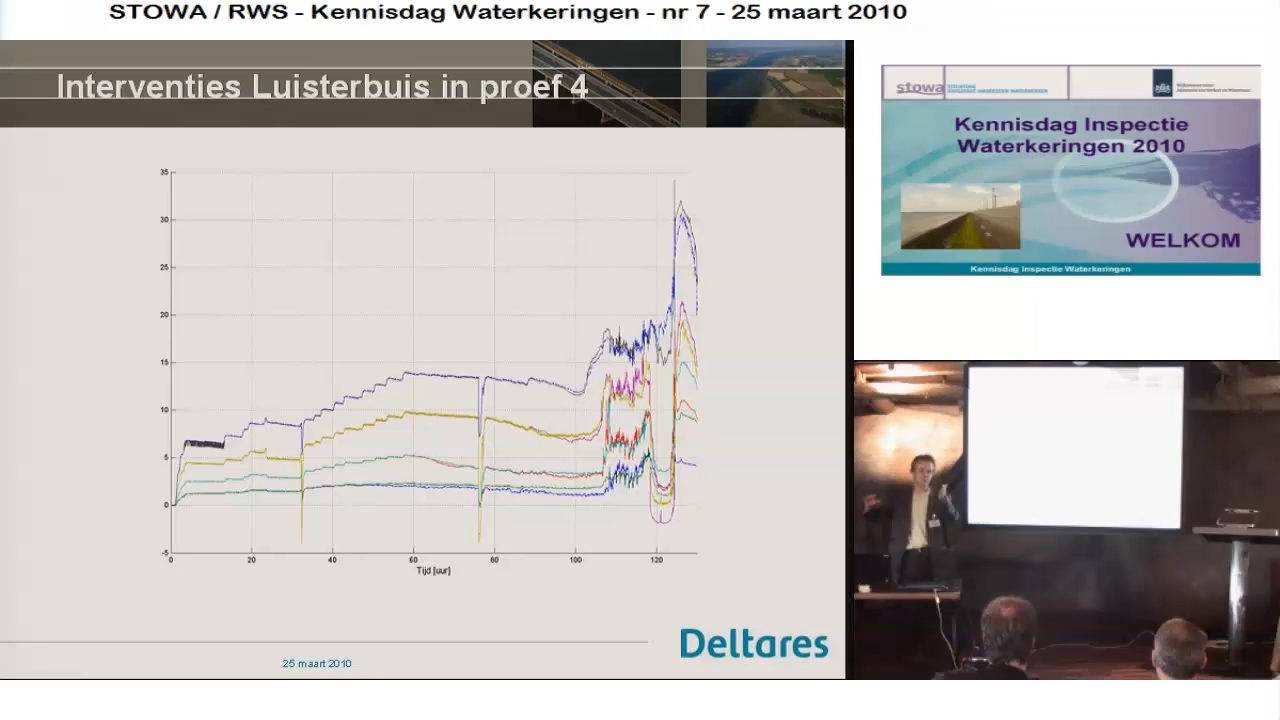 STOWA / RWS - Kennisdag Waterkeringen - nr 7 - 25 maart 2010
Interventies Luisterbuis in proef 4
35
30
25
20
15
10
5
0
-5
0 20 40 60 80 100 120
Tijd [uur]
Deltares
25 maart 2010
stowa
Kennisdag Inspectie
Waterkeringen 2010
WELKOM
Kennisdag Inspectie Waterkeringen